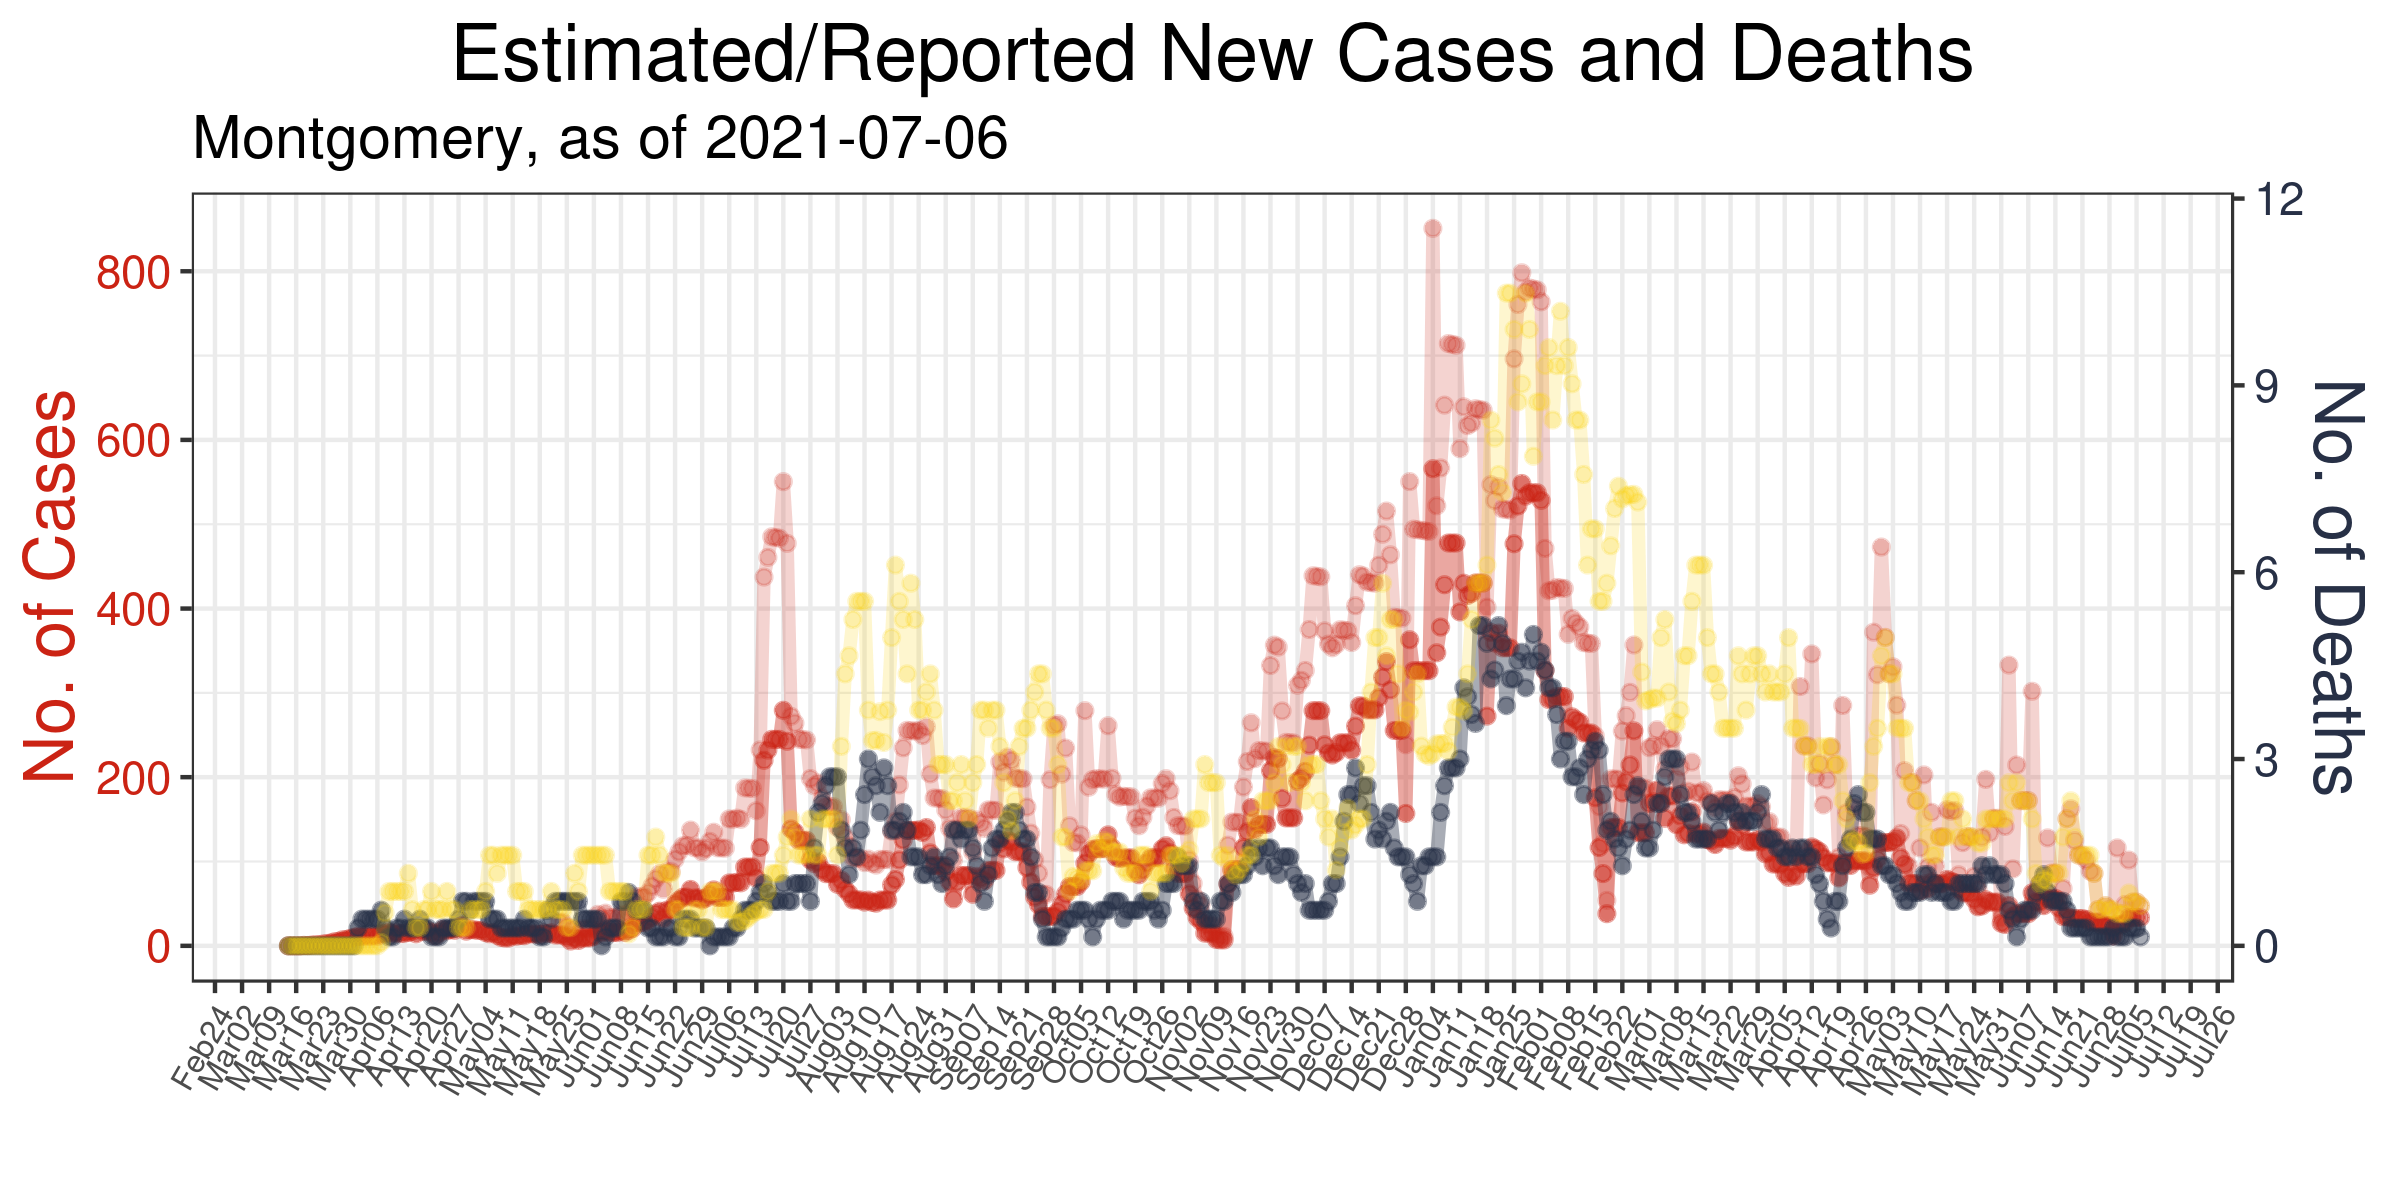 Estimated/Reported New Cases and Deaths
Montgomery, as of 2021-07-06
No. of Cases
800
600
400
200
0
12
9
6
3
0
No. of Deaths
Feb24
Mar02
Mar09
Mar16
Mar23
Mar30
Apr06
Apr13
Apr20
Apr27
May04
May11
May18
May25
Jun01
Jun08
Jun15
Jun22
Jun29
Jul06
Jul13
Jul20
Jul27
Aug03
Aug10
Aug17
Aug24
Aug31
Sep07
Sep14
Sep21
Sep28
Oct05
Oct12
Oct19
Oct26
Nov02
Nov09
Nov16
Nov23
Nov30
Dec07
Dec14
Dec21
Dec28
Jan04
Jan11
Jan18
Jan25
Feb01
Feb08
Feb15
Feb22
Mar01
Mar08
Mar15
Mar22
Mar29
Apr05
Apr12
Apr19
Apr26
May03
May10
May17
May24
May31
Jun07
Jun14
Jun21
Jun28
Jul05
Jul12
Jul19
Jul26